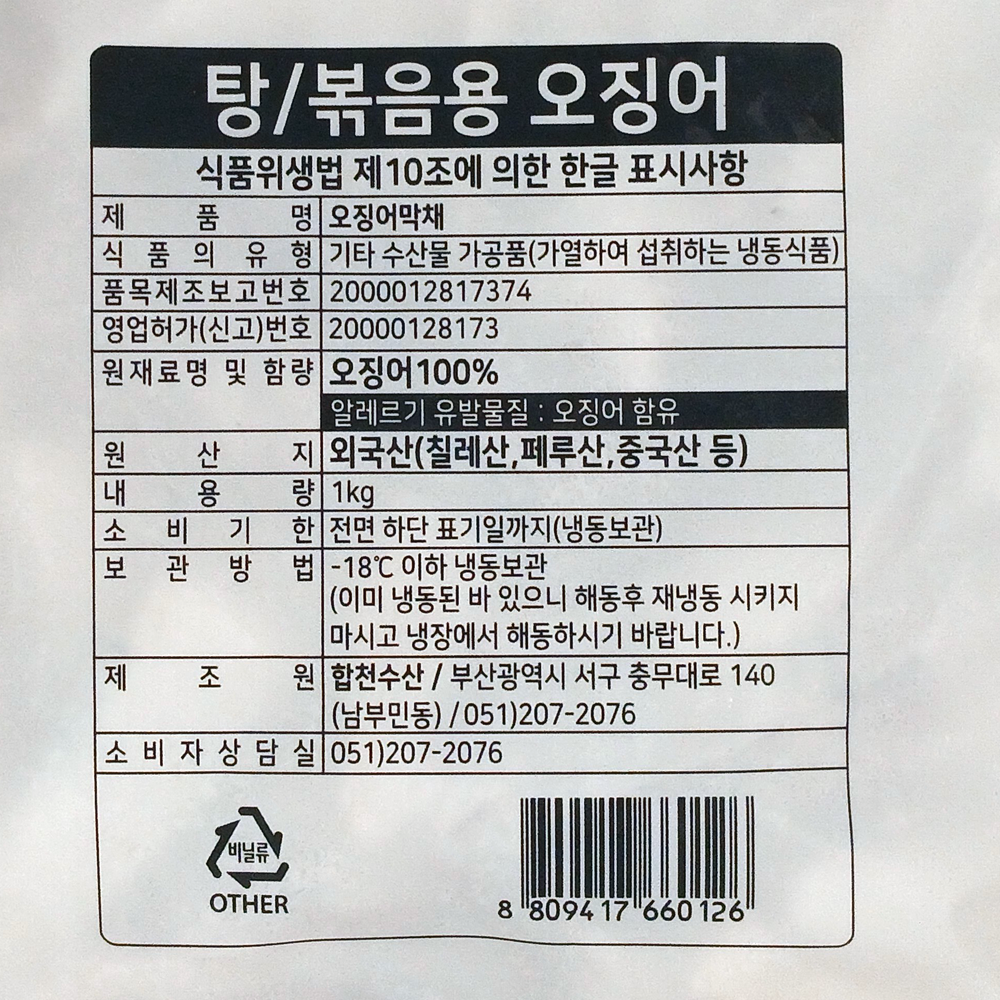 탕/볶음용 오징어
식품위생법 제10조에 의한 한글 표시사항
제 품 명 오징어막채
식 품 의 유 형 기타 수산물 가공품(가열하여 섭취하는 냉동식품)
품목제조보고번호 2000012817374
영업허가(신고)번호 20000128173
원재료명 및 함량 오징어100%
알레르기 유발물질 : 오징어 함유
원 산 지 외국산(칠레산,페루산,중국산 등)
내 용 량 1kg
소 비 기 한 전면 하단 표기일까지(냉동보관)
보 관 방 법 -18℃ 이하 냉동보관
(이미 냉동된 바 있으니 해동후 재냉동 시키지
마시고 냉장에서 해동하시기 바랍니다.)
제 조 원 합천수산 / 부산광역시 서구 충무대로 140
(남부민동) / 051)207-2076
소 비 자 상 담 실 051)207-2076
비닐류
OTHER
8 809417 660126